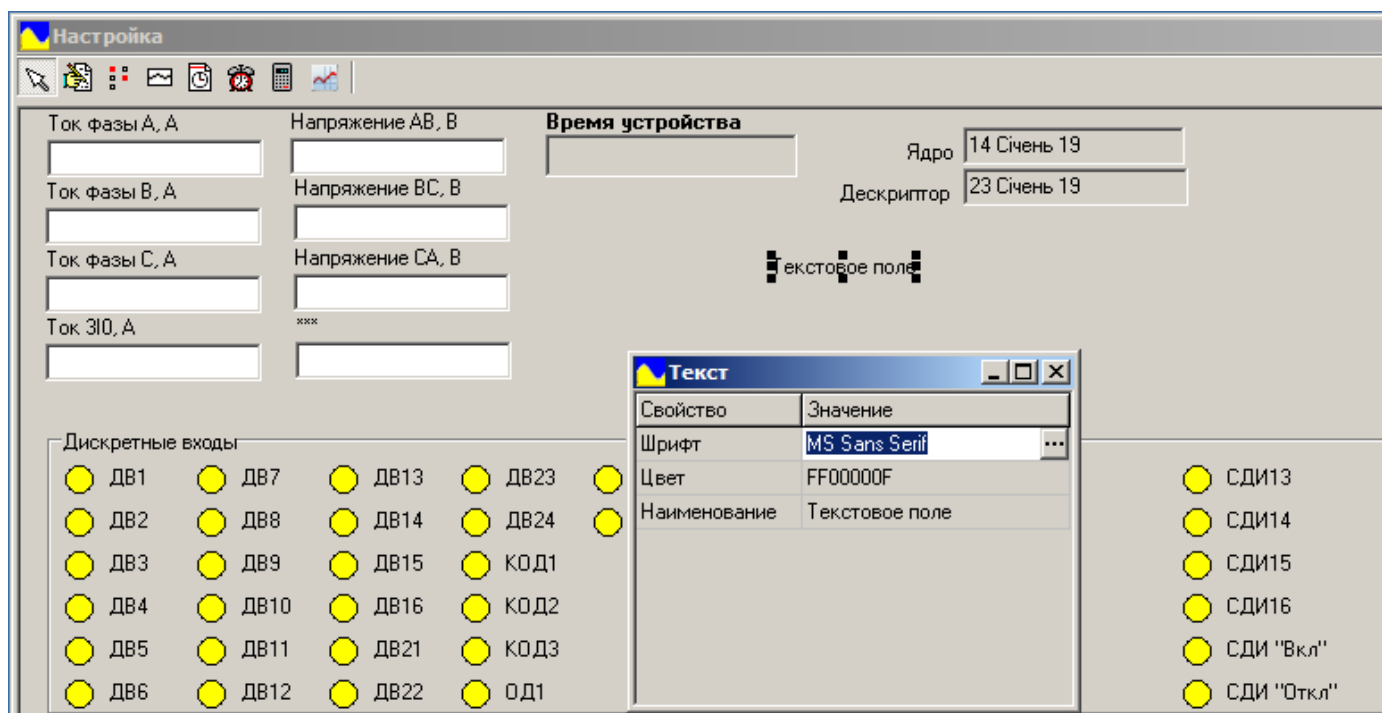 Настройка
Ток фазы А, А
Напряжение АВ, В
Время устройства
Ядро
14 Січень 19
Ток фазы В, А
Напряжение ВС, В
Дескриптор
23 Січень 19
Ток фазы С, А
Напряжение СА, В
Текстовое поле
Ток 3I0, А
***
Текст
Свойство
Значение
Шрифт
MS Sans Serif
...
Цвет
FF00000F
Наименование
Текстовое поле
Дискретные входы
ДВ1
ДВ7
ДВ13
ДВ23
СДИ13
ДВ2
ДВ8
ДВ14
ДВ24
СДИ14
ДВ3
ДВ9
ДВ15
КОД1
СДИ15
ДВ4
ДВ10
ДВ16
КОД2
СДИ16
ДВ5
ДВ11
ДВ21
КОД3
СДИ "Вкл"
ДВ6
ДВ12
ДВ22
ОД1
СДИ "Откл"